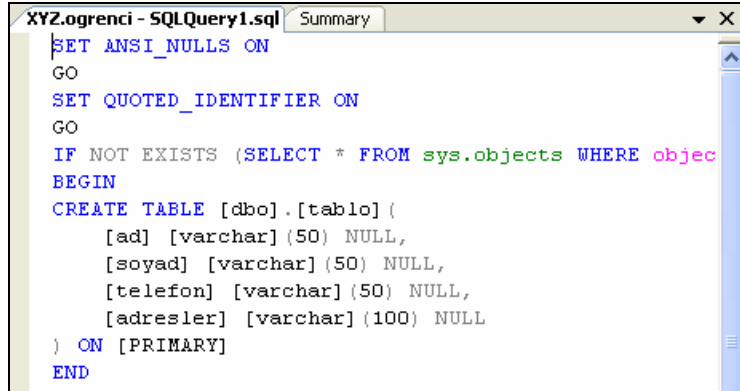 XYZ.ogrenci - SQLQuery1.sql Summary
SET ANSI_NULLS ON
GO
SET QUOTED_IDENTIFIER ON
GO
IF NOT EXISTS (SELECT * FROM sys.objects WHERE objec
BEGIN
CREATE TABLE [dbo].[tablo](
[ad] [varchar](50) NULL,
[soyad] [varchar](50) NULL,
[telefon] [varchar](50) NULL,
[adresler] [varchar](100) NULL
) ON [PRIMARY]
END